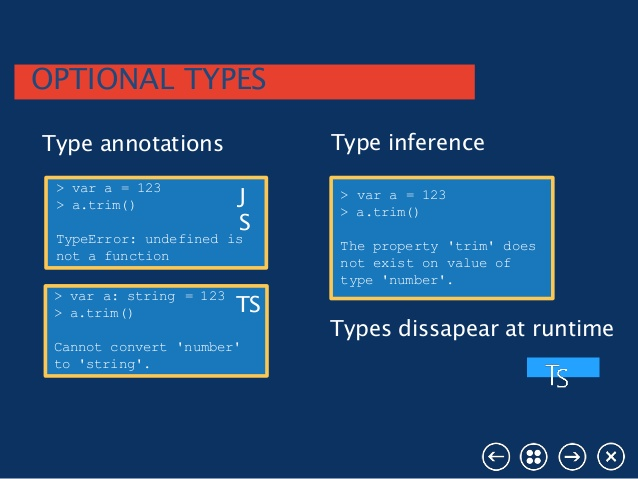 OPTIONAL TYPES
Type annotations
> var a = 123
> a.trim()
TypeError: undefined is
not a function
J
S
> var a: string = 123
> a.trim()
Cannot convert 'number'
to 'string'.
TS
Type inference
> var a = 123
> a.trim()
The property 'trim' does
not exist on value of
type 'number'.
Types dissapear at runtime
TS